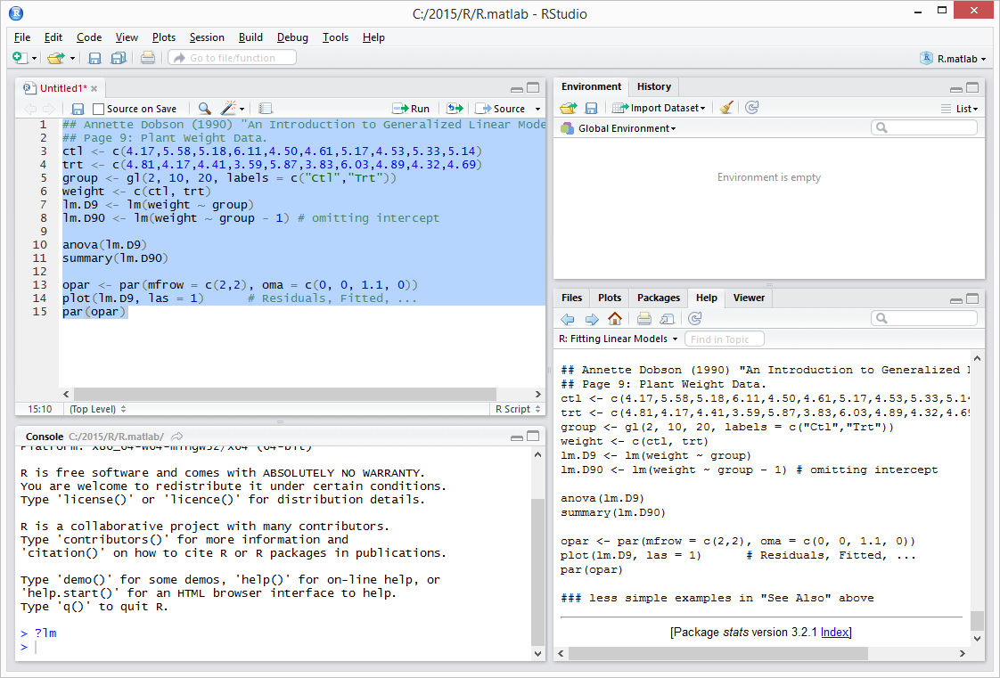 C:/2015/R/R.matlab - RStudio
File Edit Code View Plots Session Build Debug Tools Help
Go to file/function
R.matlab
Untitled1*
Source on Save
Run
Source
1 ## Annette Dobson (1990) "An Introduction to Generalized Linear Mode
2 ## Page 9: Plant Weight Data.
3 ctl <- c(4.17,5.58,5.18,6.11,4.50,4.61,5.17,4.53,5.33,5.14)
4 trt <- c(4.81,4.17,4.41,3.59,5.87,3.83,6.03,4.89,4.32,4.69)
5 group <- gl(2, 10, 20, labels = c("Ctl","Trt"))
6 weight <- c(ctl, trt)
7 lm.D9 <- lm(weight ~ group)
8 lm.D90 <- lm(weight ~ group - 1) # omitting intercept
9
10 anova(lm.D9)
11 summary(lm.D90)
12
13 opar <- par(mfrow = c(2,2), oma = c(0, 0, 1.1, 0))
14 plot(lm.D9, las = 1)      # Residuals, Fitted, ...
15 par(opar)
15:10 (Top Level) R Script
Console C:/2015/R/R.matlab/
Platform: x86_64-w64-mingw32/x64 (64-bit)
R is free software and comes with ABSOLUTELY NO WARRANTY.
You are welcome to redistribute it under certain conditions.
Type 'license()' or 'licence()' for distribution details.
R is a collaborative project with many contributors.
Type 'contributors()' for more information and
'citation()' on how to cite R or R packages in publications.
Type 'demo()' for some demos, 'help()' for on-line help, or
'help.start()' for an HTML browser interface to help.
Type 'q()' to quit R.
> ?lm
>
Environment History
Import Dataset
List
Global Environment
Environment is empty
Files Plots Packages Help Viewer
R: Fitting Linear Models
Find in Topic
## Annette Dobson (1990) "An Introduction to Generalized
## Page 9: Plant Weight Data.
ctl <- c(4.17,5.58,5.18,6.11,4.50,4.61,5.17,4.53,5.33,5.14
trt <- c(4.81,4.17,4.41,3.59,5.87,3.83,6.03,4.89,4.32,4.69
group <- gl(2, 10, 20, labels = c("Ctl","Trt"))
weight <- c(ctl, trt)
lm.D9 <- lm(weight ~ group)
lm.D90 <- lm(weight ~ group - 1) # omitting intercept
anova(lm.D9)
summary(lm.D90)
opar <- par(mfrow = c(2,2), oma = c(0, 0, 1.1, 0))
plot(lm.D9, las = 1)      # Residuals, Fitted, ...
par(opar)
### less simple examples in "See Also" above
[Package stats version 3.2.1 Index]